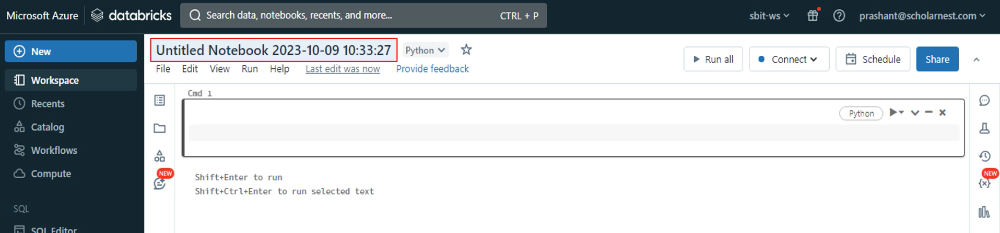 Microsoft Azure databricks Search data, notebooks, recents, and more... CTRL + P sbit-ws prashant@scholarnest.com
New
Workspace
Recents
Catalog
Workflows
Compute
SQL
SQL Editor
Untitled Notebook 2023-10-09 10:33:27 Python
File Edit View Run Help Last edit was now Provide feedback
Run all Connect Schedule Share
Cmd 1
Python
NEW
Shift+Enter to run
Shift+Ctrl+Enter to run selected text
NEW